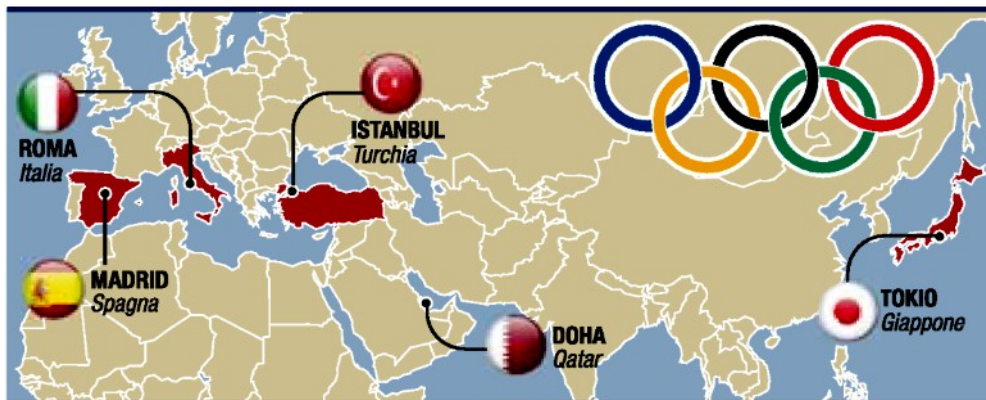 ROMA
Italia
ISTANBUL
Turchia
MADRID
Spagna
DOHA
Qatar
TOKIO
Giappone